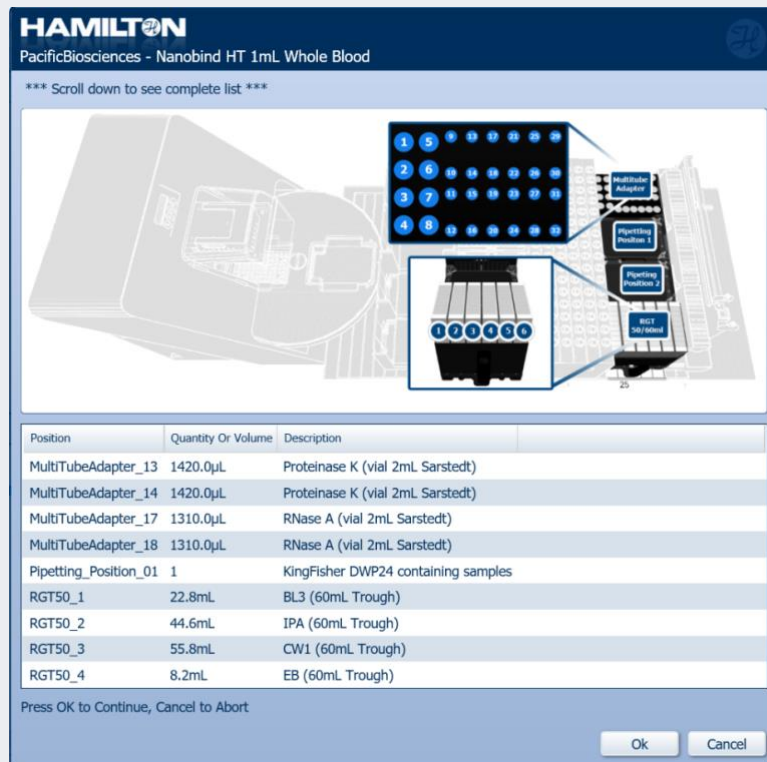 HAMILTON
PacificBiosciences - Nanobind HT 1mL Whole Blood
*** Scroll down to see complete list ***
1 5 9 13 17 21 25 29
2 6 10 14 18 22 26 30
3 7 11 15 19 23 27 31
4 8 12 16 20 24 28 32
Multitube
Adapter
Pipetting
Positon 1
Pipeting
Position 2
RGT
50/60ml
1 2 3 4 5 6
25
Position Quantity Or Volume Description
MultiTubeAdapter_13 1420.0µL Proteinase K (vial 2mL Sarstedt)
MultiTubeAdapter_14 1420.0µL Proteinase K (vial 2mL Sarstedt)
MultiTubeAdapter_17 1310.0µL RNase A (vial 2mL Sarstedt)
MultiTubeAdapter_18 1310.0µL RNase A (vial 2mL Sarstedt)
Pipetting_Position_01 1 KingFisher DWP24 containing samples
RGT50_1 22.8mL BL3 (60mL Trough)
RGT50_2 44.6mL IPA (60mL Trough)
RGT50_3 55.8mL CW1 (60mL Trough)
RGT50_4 8.2mL EB (60mL Trough)
Press OK to Continue, Cancel to Abort
Ok Cancel